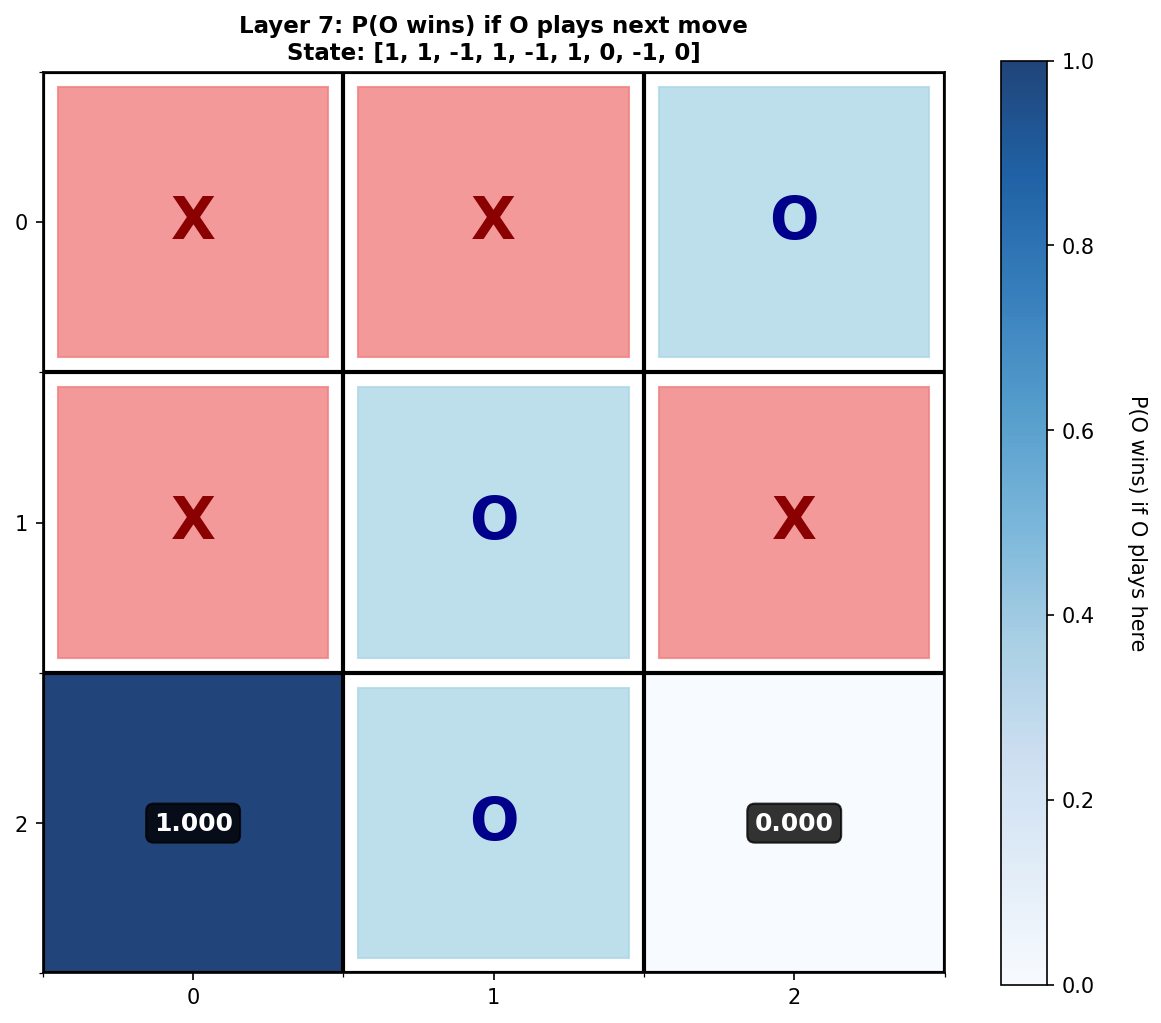 Layer 7: P(O wins) if O plays next move
State: [1, 1, -1, 1, -1, 1, 0, -1, 0]
0
X
X
O
1
X
O
X
2
1.000
O
0.000
0
1
2
1.0
0.8
0.6
0.4
0.2
0.0
P(O wins) if O plays here